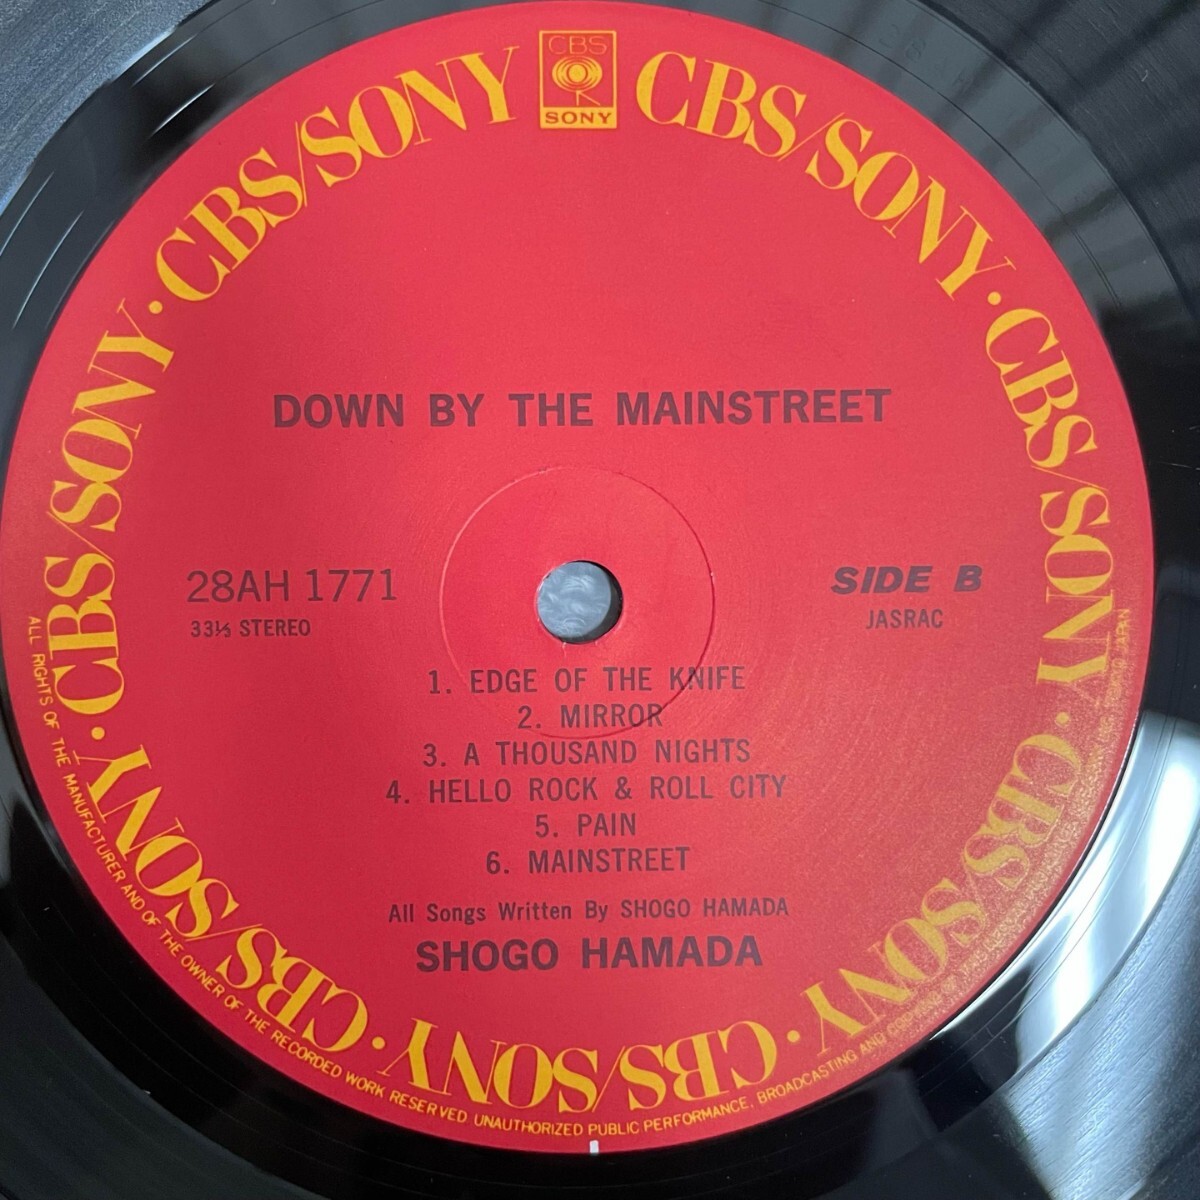 CBS
SONY
CBS/SONY · CBS/SONY · CBS/SONY · CBS/SONY · CBS/SONY · CBS/SONY · CBS/SONY · CBS/SONY
DOWN BY THE MAINSTREET
28AH 1771
33⅓ STEREO
SIDE B
JASRAC
1. EDGE OF THE KNIFE
2. MIRROR
3. A THOUSAND NIGHTS
4. HELLO ROCK & ROLL CITY
5. PAIN
6. MAINSTREET
All Songs Written By SHOGO HAMADA
SHOGO HAMADA
ALL RIGHTS OF THE MANUFACTURER AND OF THE OWNER OF THE RECORDED WORK RESERVED. UNAUTHORIZED PUBLIC PERFORMANCE, BROADCASTING AND COPYING OF JAPAN